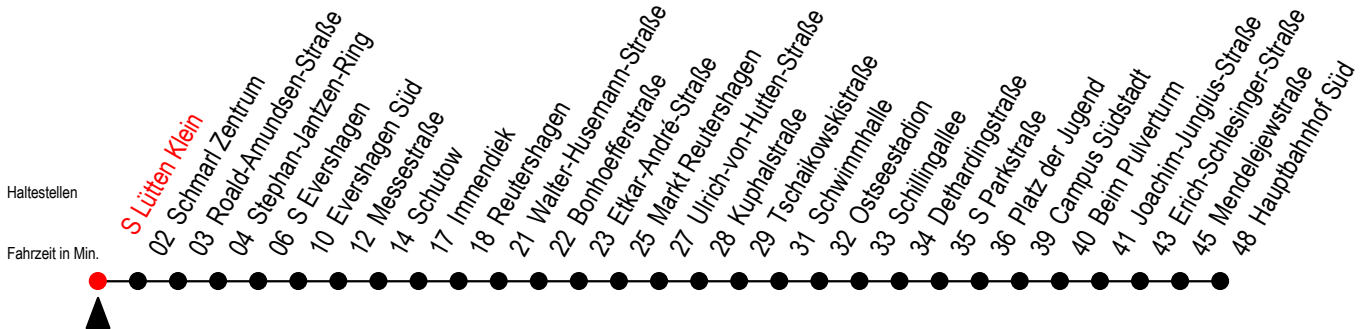 S Lütten Klein
02 Schmarl Zentrum
03 Roald-Amundsen-Straße
04 Stephan-Jantzen-Ring
06 S Evershagen
10 Evershagen Süd
12 Messestraße
14 Schutow
17 Immendiek
18 Reutershagen
21 Walter-Husemann-Straße
22 Bonhoefferstraße
23 Etkar-André-Straße
25 Markt Reutershagen
27 Ulrich-von-Hutten-Straße
28 Kuphalstraße
29 Tschaikowskistraße
31 Schwimmhalle
32 Ostseestadion
33 Schillingallee
34 Dethardingstraße
35 S Parkstraße
36 Platz der Jugend
39 Campus Südstadt
40 Beim Pulverturm
41 Joachim-Jungius-Straße
43 Erich-Schlesinger-Straße
45 Mendelejewstraße
48 Hauptbahnhof Süd
Haltestellen
Fahrzeit in Min.